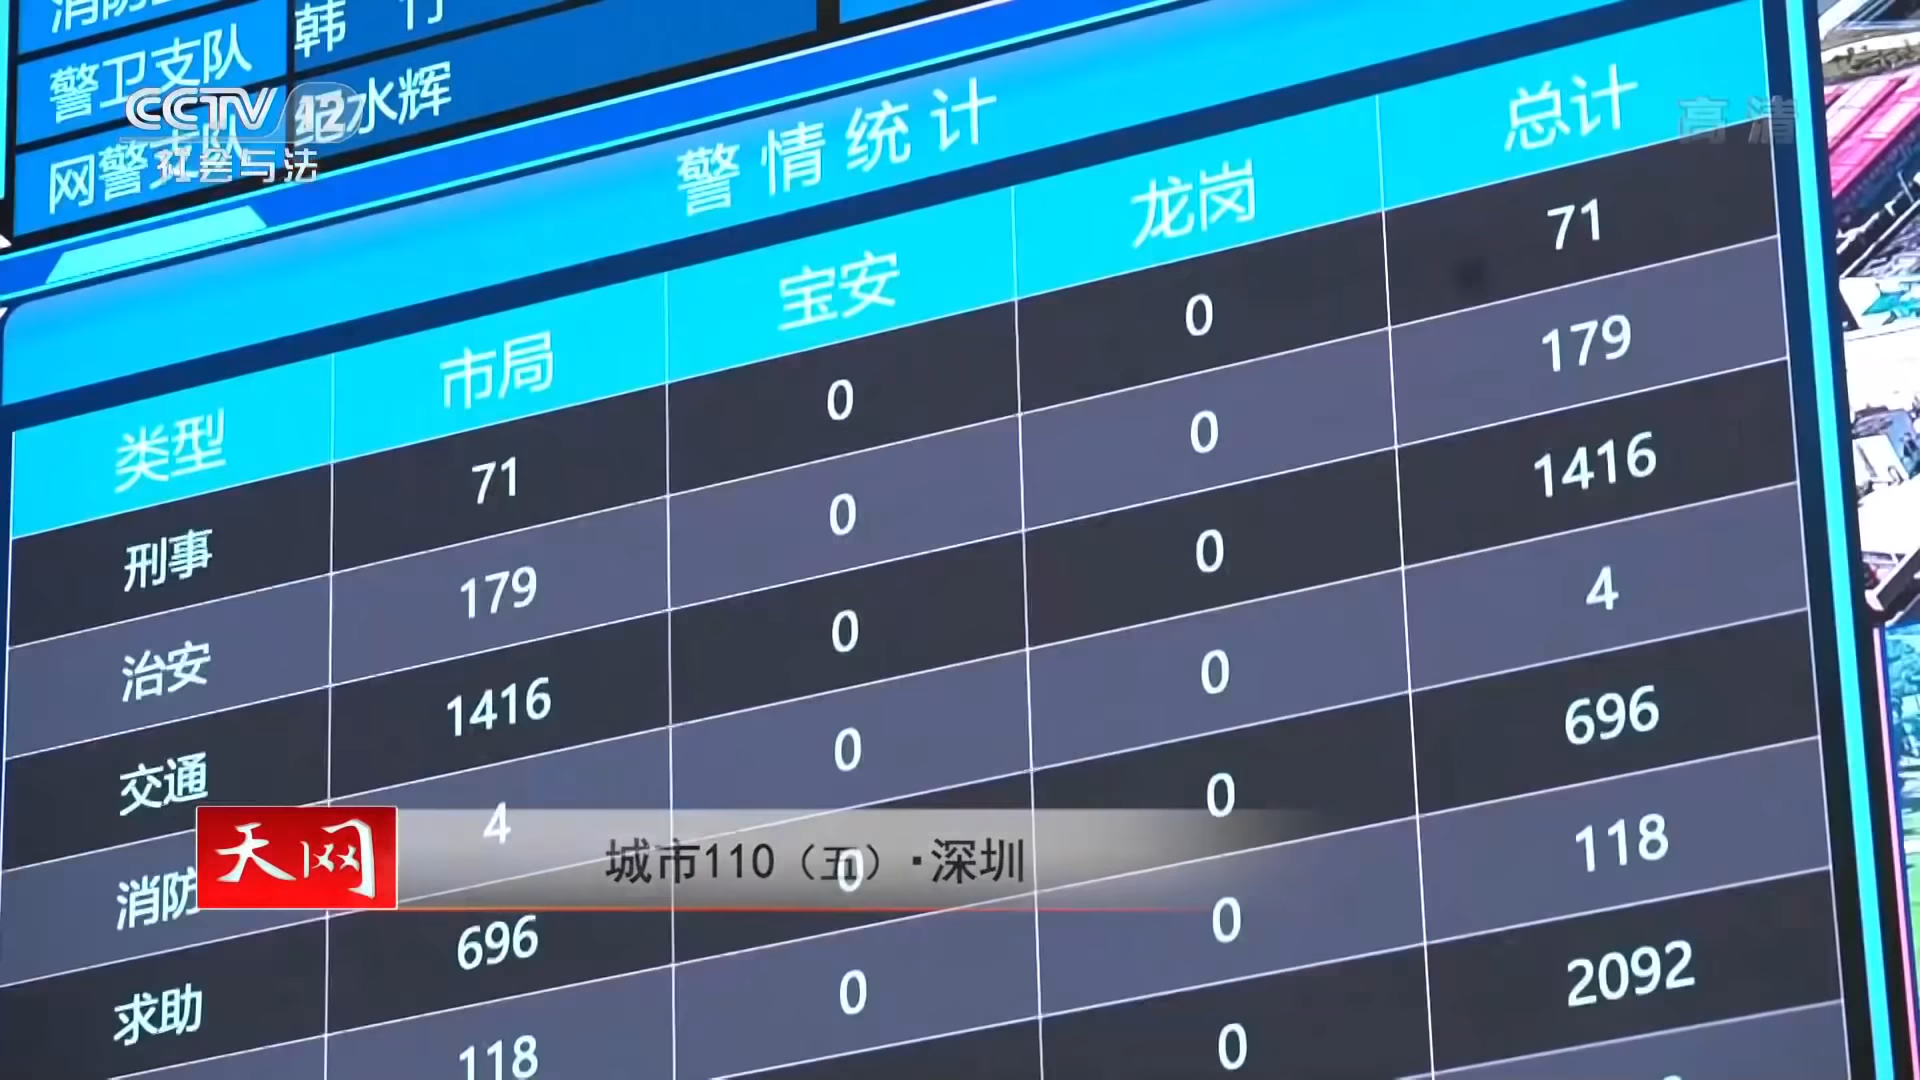 警卫支队 韩 竹
网警支队 水辉
CCTV 12
社会与法
高清
警情统计
类型 市局 宝安 龙岗 总计
刑事 71 0 0 71
治安 179 0 0 179
交通 1416 0 0 1416
消防 4 0 0 4
求助 696 0 0 696
118 0 0 118
0 2092
天网 城市110（五）·深圳